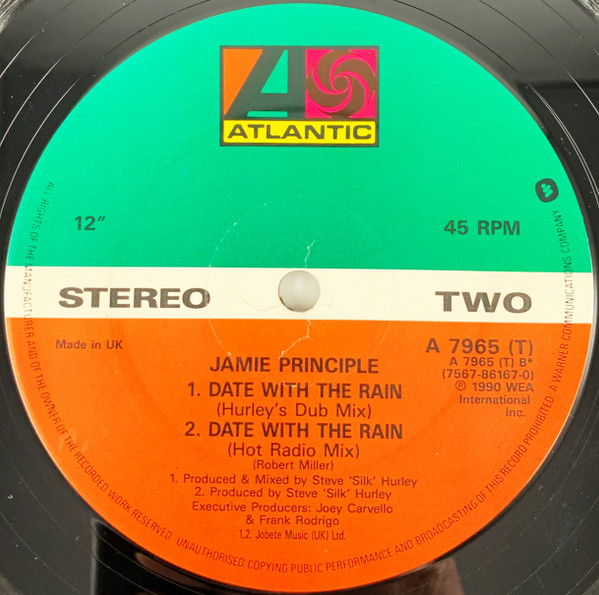 ATLANTIC
12"
45 RPM
STEREO
TWO
Made in UK
A 7965 (T)
A 7965 (T) B*
(7567-86167-0)
℗ 1990 WEA
International
Inc.
JAMIE PRINCIPLE
1. DATE WITH THE RAIN
(Hurley's Dub Mix)
2. DATE WITH THE RAIN
(Hot Radio Mix)
(Robert Miller)
1. Produced & Mixed by Steve 'Silk' Hurley
2. Produced by Steve 'Silk' Hurley
Executive Producers: Joey Carvello
& Frank Rodrigo
1,2. Jobete Music (UK) Ltd.
ALL RIGHTS OF THE MANUFACTURER AND OF THE OWNER OF THE RECORDED WORK RESERVED. UNAUTHORISED COPYING PUBLIC PERFORMANCE AND BROADCASTING OF THIS RECORD PROHIBITED. A WARNER COMMUNICATIONS COMPANY